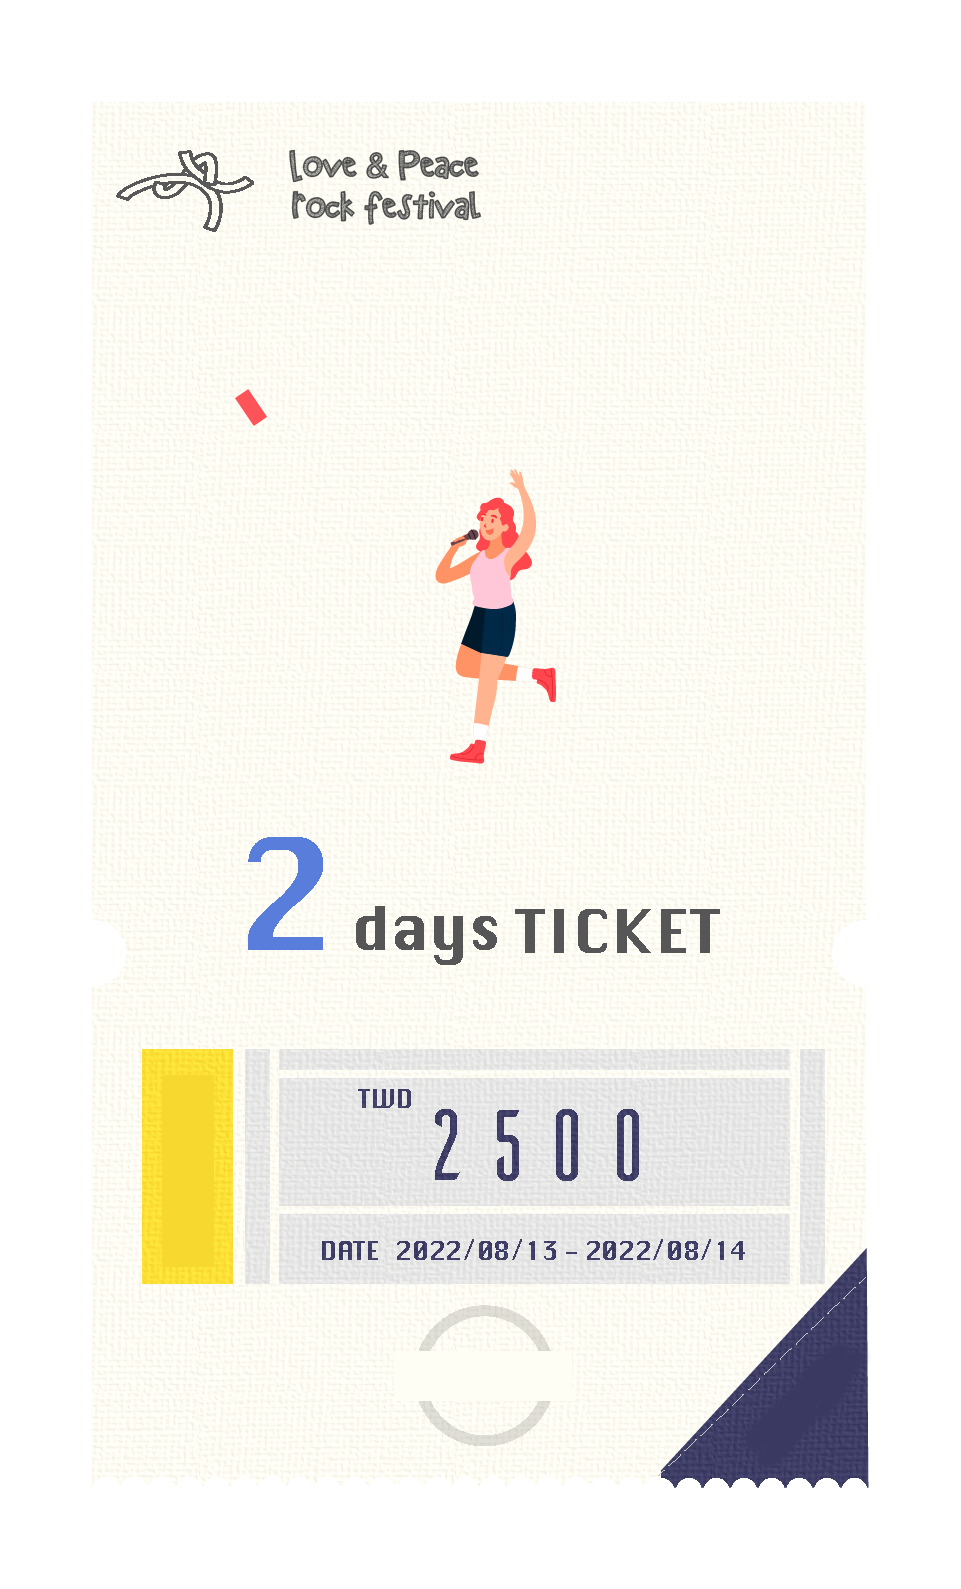 Love & Peace
rock festival
2 days TICKET
TWD
2500
DATE 2022/08/13 – 2022/08/14